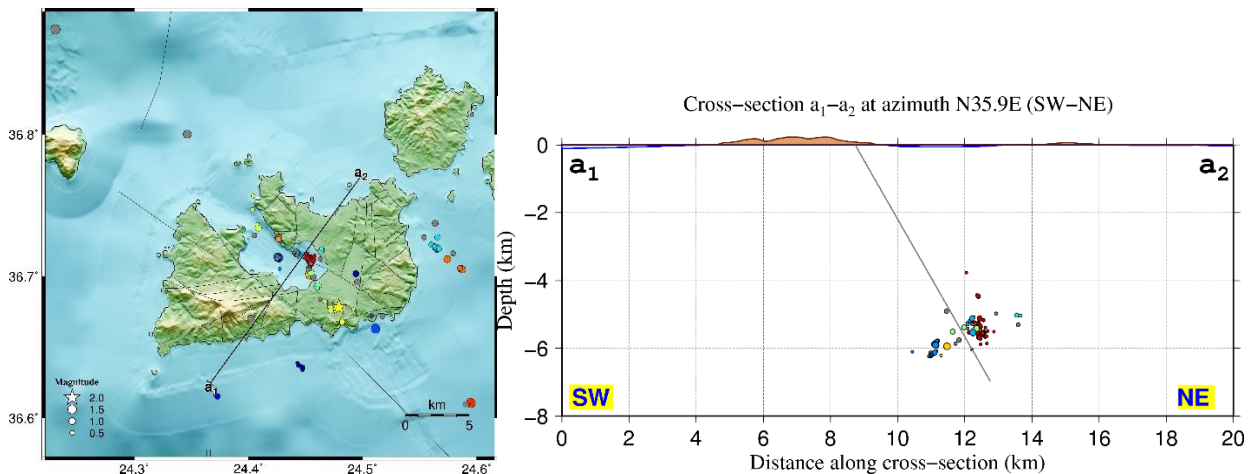 36.8˚
36.7˚
36.6˚
24.3˚
24.4˚
24.5˚
24.6˚
a2
a1
Magnitude
2.0
1.5
1.0
0.5
km
0
5
Cross−section a1−a2 at azimuth N35.9E (SW−NE)
a1
a2
0
−2
−4
−6
−8
Depth (km)
SW
NE
0
2
4
6
8
10
12
14
16
18
20
Distance along cross−section (km)